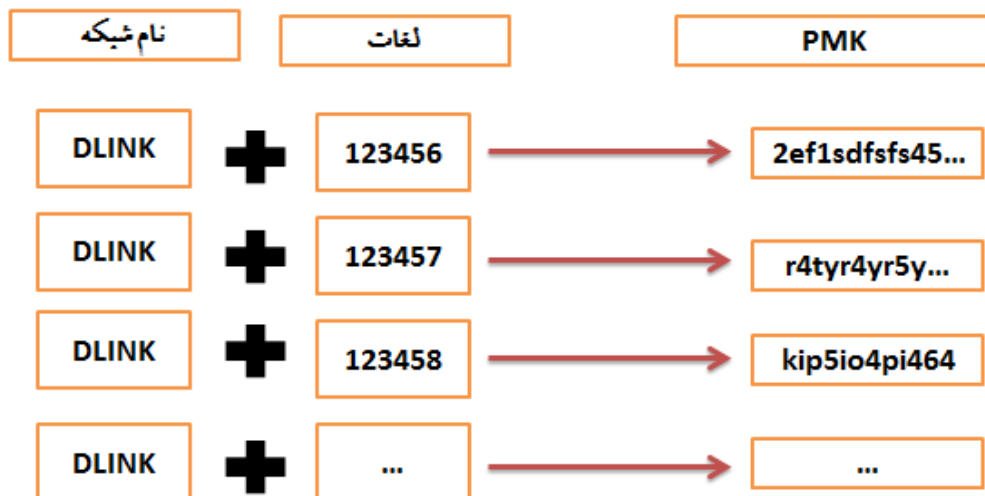 نام شبکه لغات PMK
DLINK 123456 2ef1sdfsfs45...
DLINK 123457 r4tyr4yr5y...
DLINK 123458 kip5io4pi464
DLINK ... ...